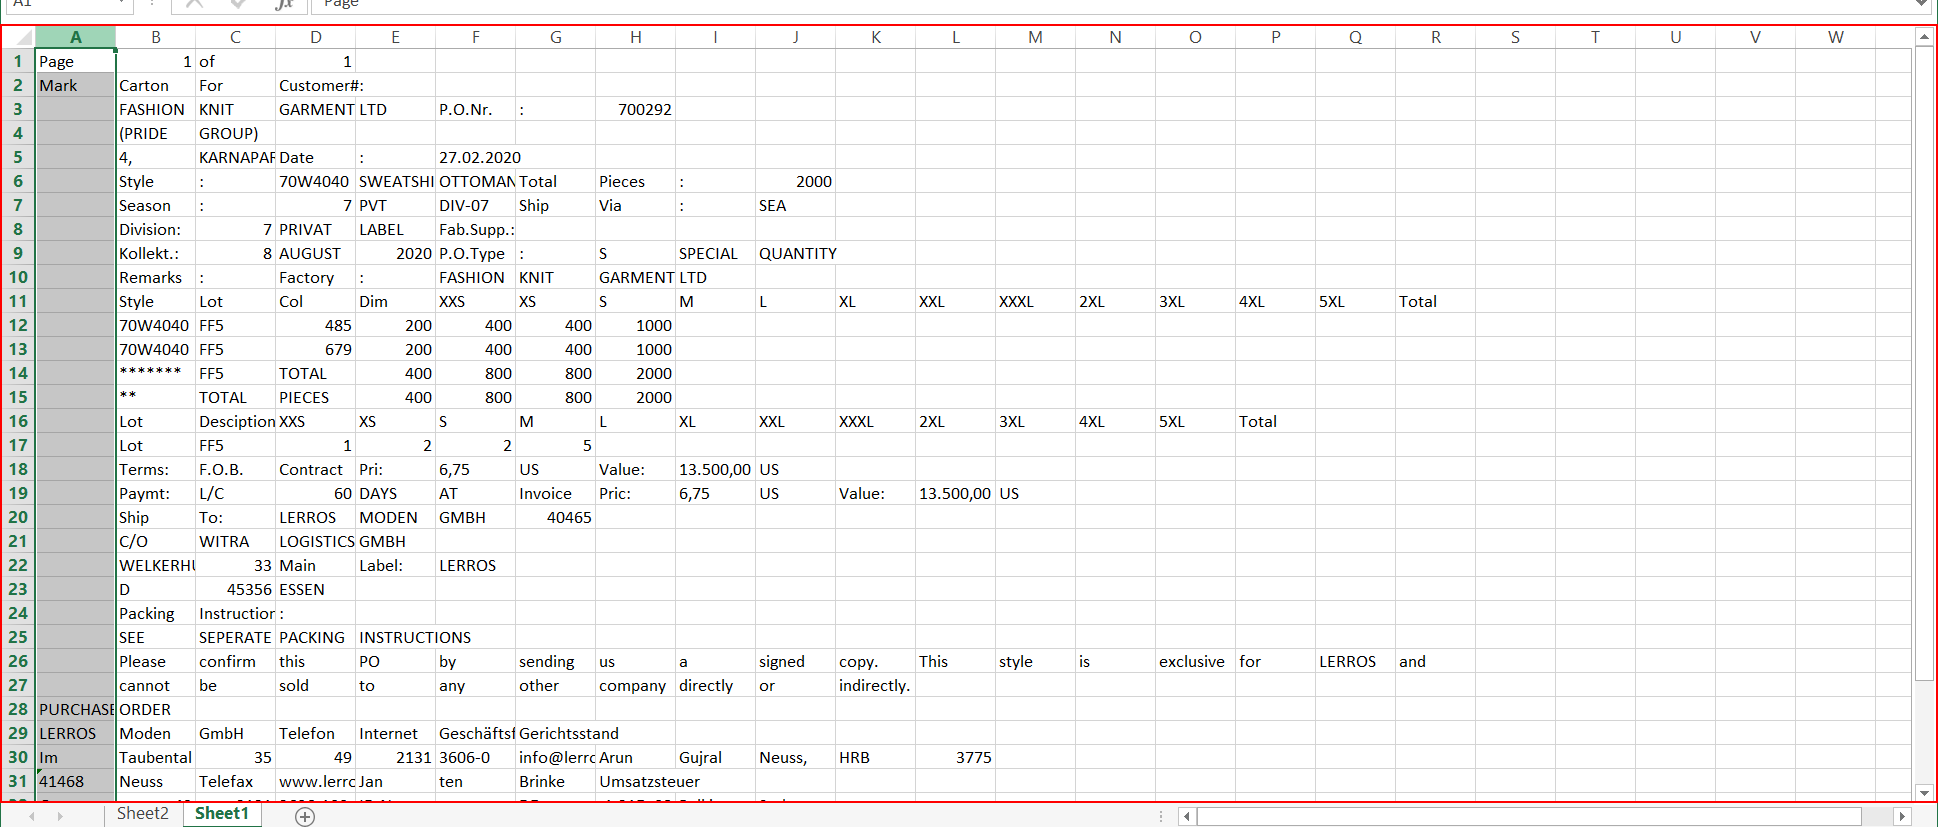 A1 Page
A B C D E F G H I J K L M N O P Q R S T U V W
1 Page 1 of 1
2 Mark Carton For Customer#:
3 FASHION KNIT GARMENT LTD P.O.Nr. : 700292
4 (PRIDE GROUP)
5 4, KARNAPAR Date : 27.02.2020
6 Style : 70W4040 SWEATSHI OTTOMAN Total Pieces : 2000
7 Season : 7 PVT DIV-07 Ship Via : SEA
8 Division: 7 PRIVAT LABEL Fab.Supp.:
9 Kollekt.: 8 AUGUST 2020 P.O.Type : S SPECIAL QUANTITY
10 Remarks : Factory : FASHION KNIT GARMENT LTD
11 Style Lot Col Dim XXS XS S M L XL XXL XXXL 2XL 3XL 4XL 5XL Total
12 70W4040 FF5 485 200 400 400 1000
13 70W4040 FF5 679 200 400 400 1000
14 ******* FF5 TOTAL 400 800 800 2000
15 ** TOTAL PIECES 400 800 800 2000
16 Lot Desciption XXS XS S M L XL XXL XXXL 2XL 3XL 4XL 5XL Total
17 Lot FF5 1 2 2 5
18 Terms: F.O.B. Contract Pri: 6,75 US Value: 13.500,00 US
19 Paymt: L/C 60 DAYS AT Invoice Pric: 6,75 US Value: 13.500,00 US
20 Ship To: LERROS MODEN GMBH 40465
21 C/O WITRA LOGISTICS GMBH
22 WELKERHU 33 Main Label: LERROS
23 D 45356 ESSEN
24 Packing Instruction :
25 SEE SEPERATE PACKING INSTRUCTIONS
26 Please confirm this PO by sending us a signed copy. This style is exclusive for LERROS and
27 cannot be sold to any other company directly or indirectly.
28 PURCHASE ORDER
29 LERROS Moden GmbH Telefon Internet Geschäftsf Gerichtsstand
30 Im Taubental 35 49 2131 3606-0 info@lerro Arun Gujral Neuss, HRB 3775
31 41468 Neuss Telefax www.lerro Jan ten Brinke Umsatzsteuer
Sheet2 Sheet1